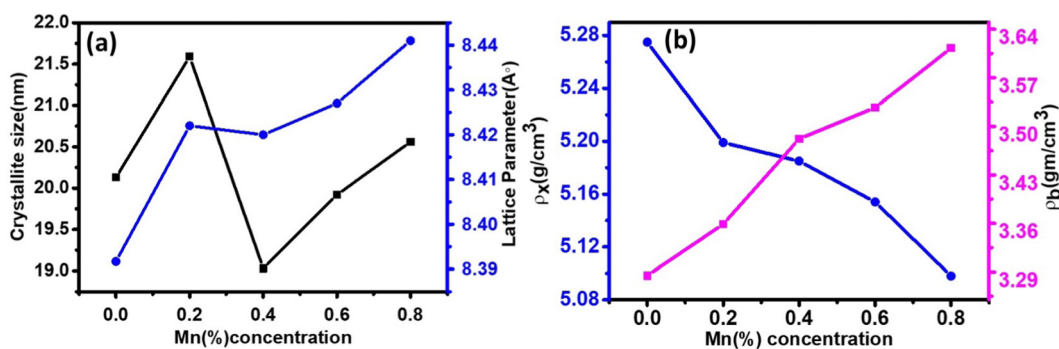 (a)
Crystallite size(nm)
22.0
21.5
21.0
20.5
20.0
19.5
19.0
0.0 0.2 0.4 0.6 0.8
Mn(%)concentration
8.44
8.43
8.42
8.41
8.40
8.39
Lattice Parameter(A°)
(b)
ρx(g/cm³)
5.28
5.24
5.20
5.16
5.12
5.08
0.0 0.2 0.4 0.6 0.8
Mn(%) concentration
3.64
3.57
3.50
3.43
3.36
3.29
ρb(gm/cm³)